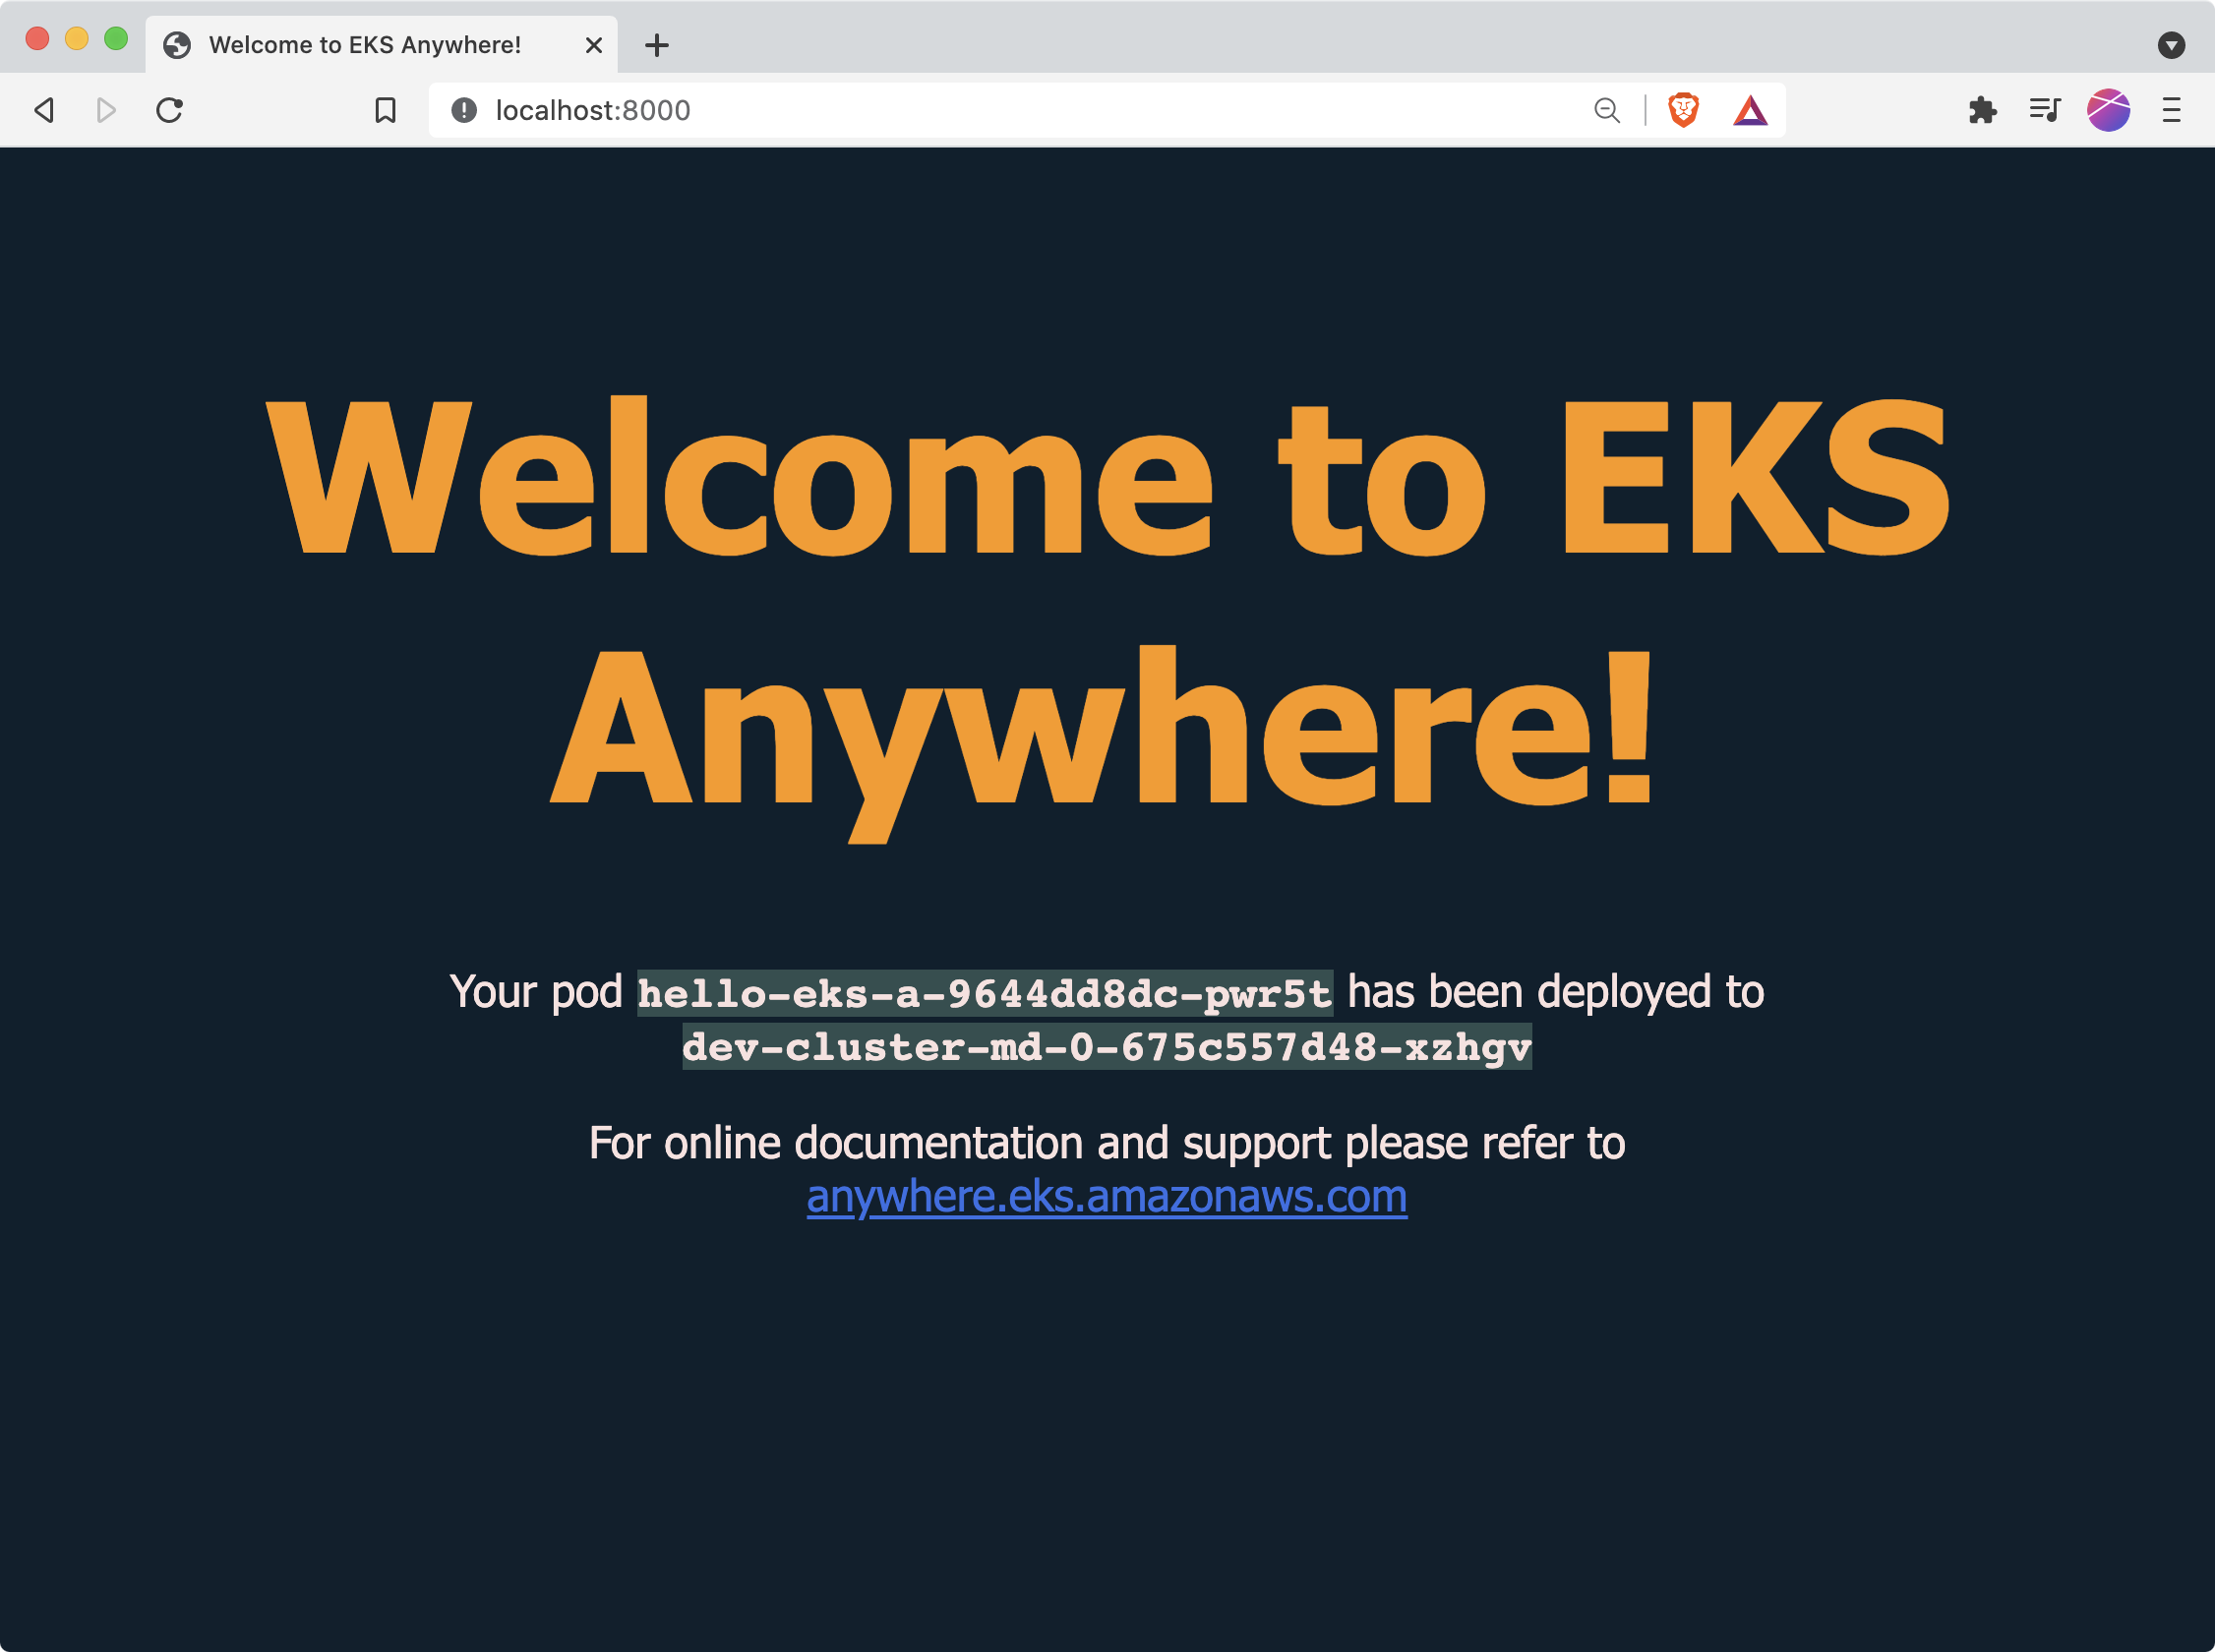 Welcome to EKS Anywhere!
localhost:8000
Welcome to EKS
Anywhere!
Your pod hello-eks-a-9644dd8dc-pwr5t has been deployed to
dev-cluster-md-0-675c557d48-xzhgv
For online documentation and support please refer to
anywhere.eks.amazonaws.com